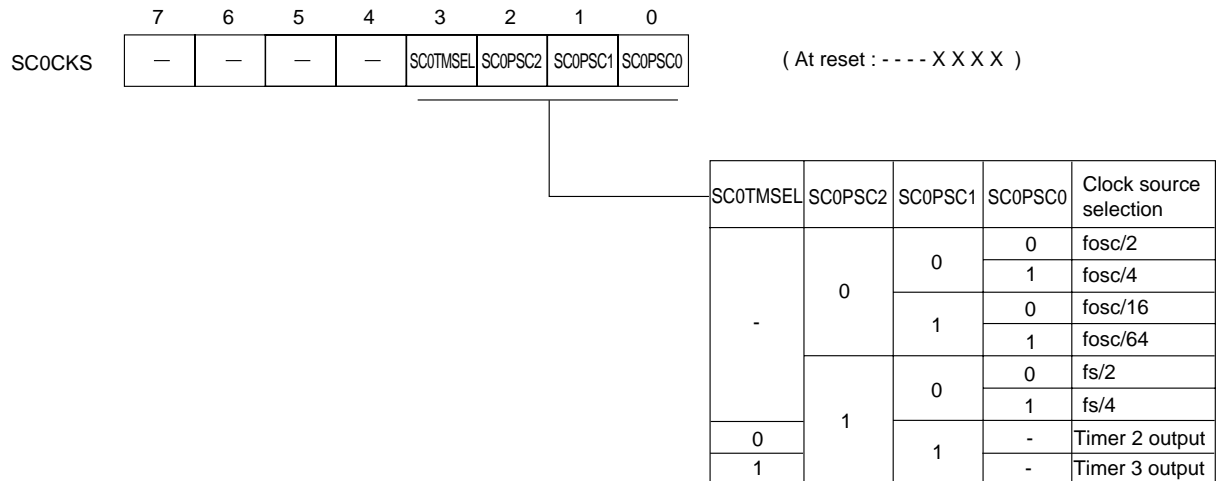 7 6 5 4 3 2 1 0
SC0CKS — — — — SC0TMSEL SC0PSC2 SC0PSC1 SC0PSC0 ( At reset : - - - - X X X X )
SC0TMSEL SC0PSC2 SC0PSC1 SC0PSC0 Clock source
selection
- 0 0 0 fosc/2
1 fosc/4
1 0 fosc/16
1 fosc/64
1 0 0 fs/2
1 fs/4
0 1 - Timer 2 output
1 - Timer 3 output